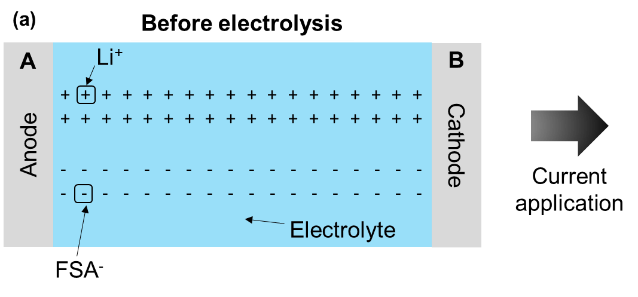 (a)
Before electrolysis
A
Li⁺
B
Anode
+ + + + + + + + + + + + + + + + + +
+ + + + + + + + + + + + + + + + + +
- - - - - - - - - - - - - - - - - -
- - - - - - - - - - - - - - - - - -
Cathode
Electrolyte
FSA⁻
Current
application